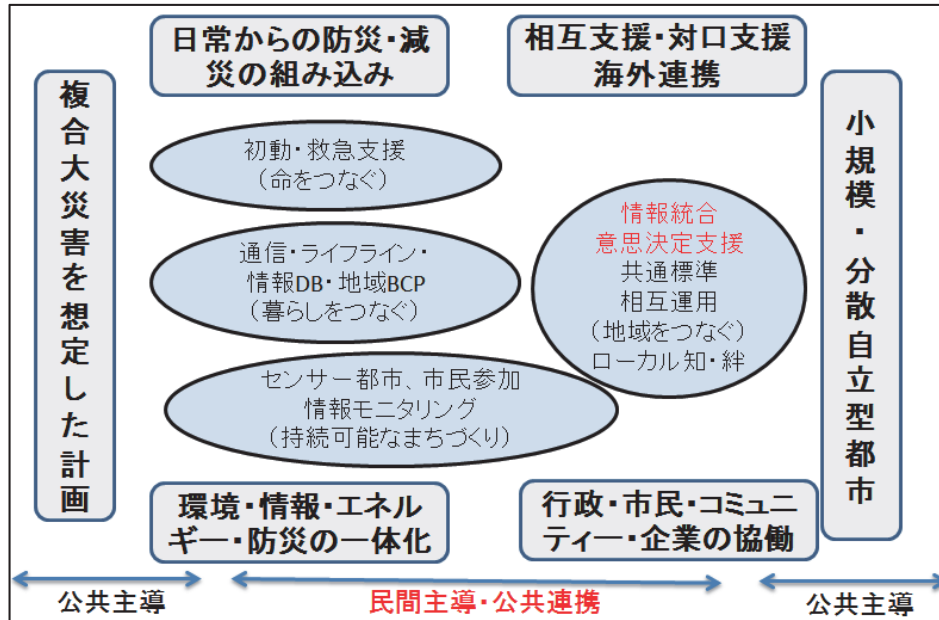 日常からの防災・減
災の組み込み
相互支援・対口支援
海外連携
複合大災害を想定した計画
初動・救急支援
(命をつなぐ)
通信・ライフライン・
情報DB・地域BCP
(暮らしをつなぐ)
センサー都市、市民参加
情報モニタリング
(持続可能なまちづくり)
情報統合
意思決定支援
共通標準
相互運用
(地域をつなぐ)
ローカル知・絆
小規模・分散自立型都市
環境・情報・エネル
ギー・防災の一体化
行政・市民・コミュニ
ティー・企業の協働
公共主導
民間主導・公共連携
公共主導